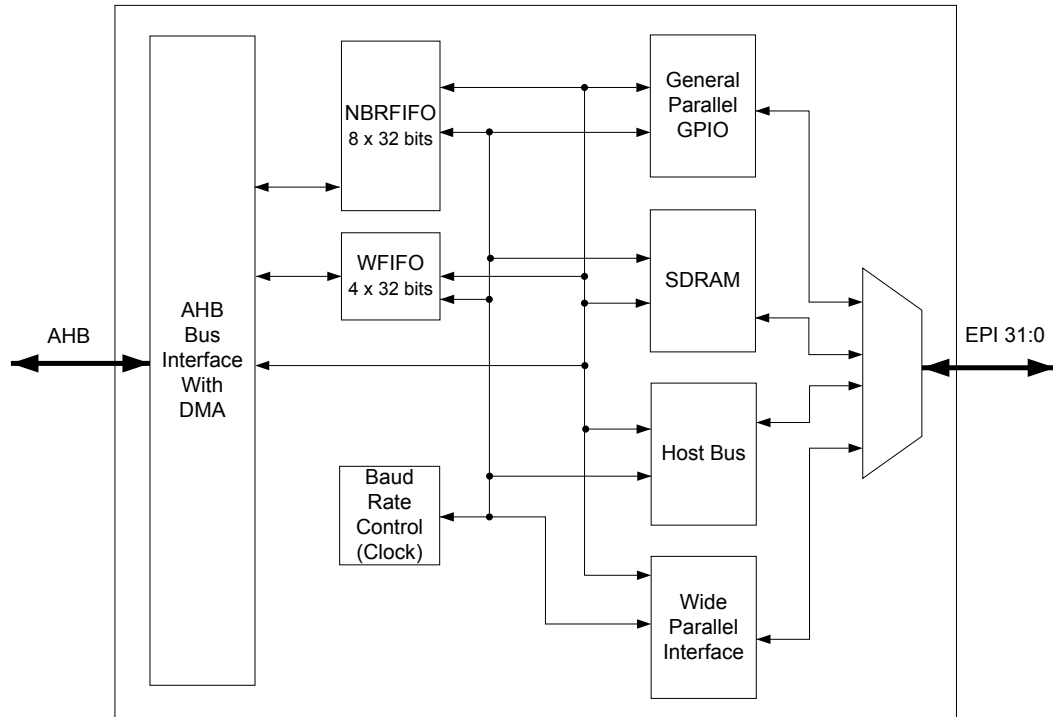 AHB
AHB
Bus
Interface
With
DMA
NBRFIFO
8 x 32 bits
WFIFO
4 x 32 bits
Baud
Rate
Control
(Clock)
General
Parallel
GPIO
SDRAM
Host Bus
Wide
Parallel
Interface
EPI 31:0